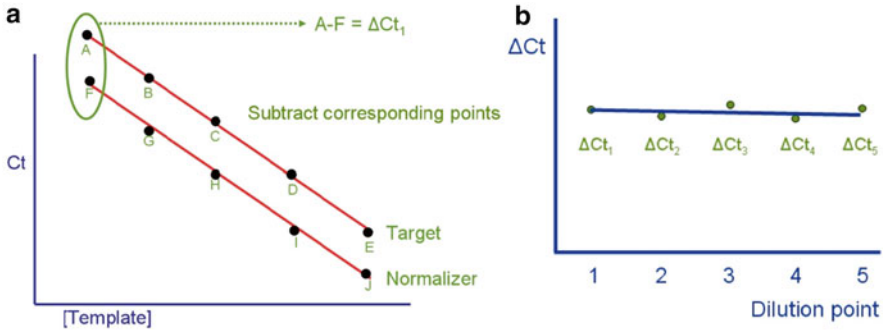 a
A-F = ΔCt₁
A
B
F
C
Subtract corresponding points
G
H
D
Ct
I
E
Target
J
Normalizer
[Template]
b
ΔCt
ΔCt₁ ΔCt₂ ΔCt₃ ΔCt₄ ΔCt₅
1 2 3 4 5
Dilution point